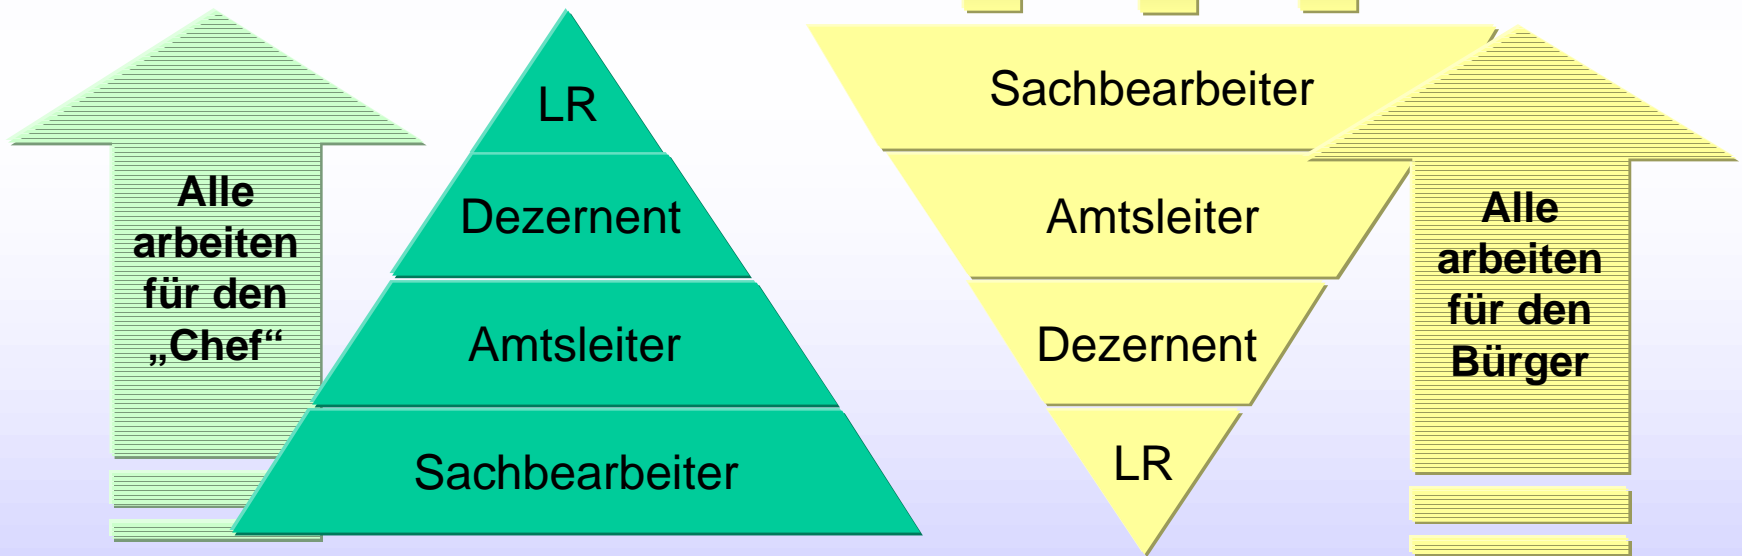 Alle
arbeiten
für den
„Chef“
LR
Dezernent
Amtsleiter
Sachbearbeiter
Sachbearbeiter
Amtsleiter
Dezernent
LR
Alle
arbeiten
für den
Bürger